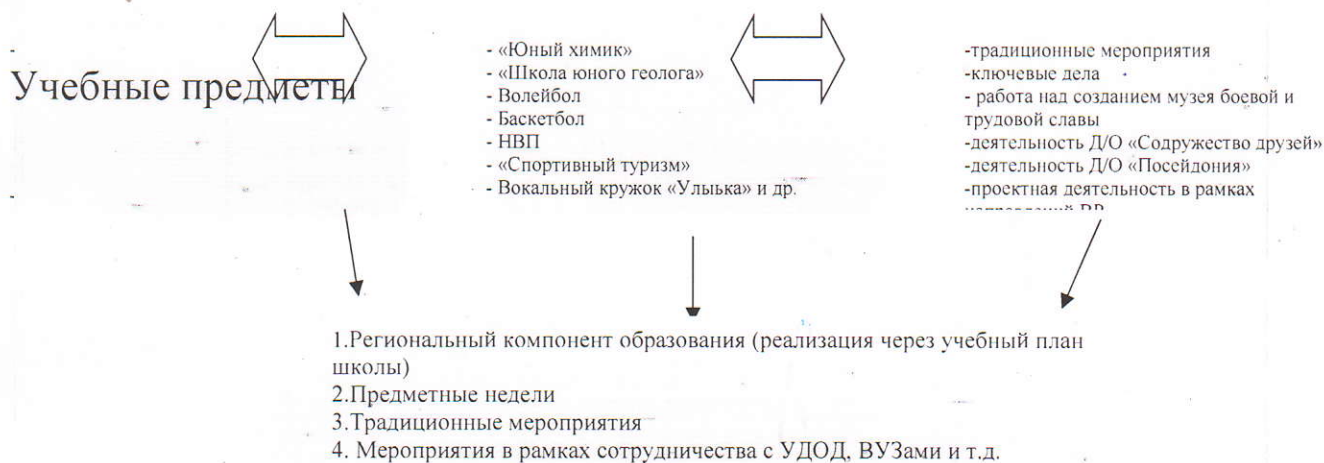 Учебные предметы
- «Юный химик»
- «Школа юного геолога»
- Волейбол
- Баскетбол
- НВП
- «Спортивный туризм»
- Вокальный кружок «Улыька» и др.
-традиционные мероприятия
-ключевые дела
- работа над созданием музея боевой и
трудовой славы
-деятельность Д/О «Содружество друзей»
-деятельность Д/О «Посейдония»
-проектная деятельность в рамках
1.Региональный компонент образования (реализация через учебный план
школы)
2.Предметные недели
3.Традиционные мероприятия
4. Мероприятия в рамках сотрудничества с УДОД, ВУЗами и т.д.